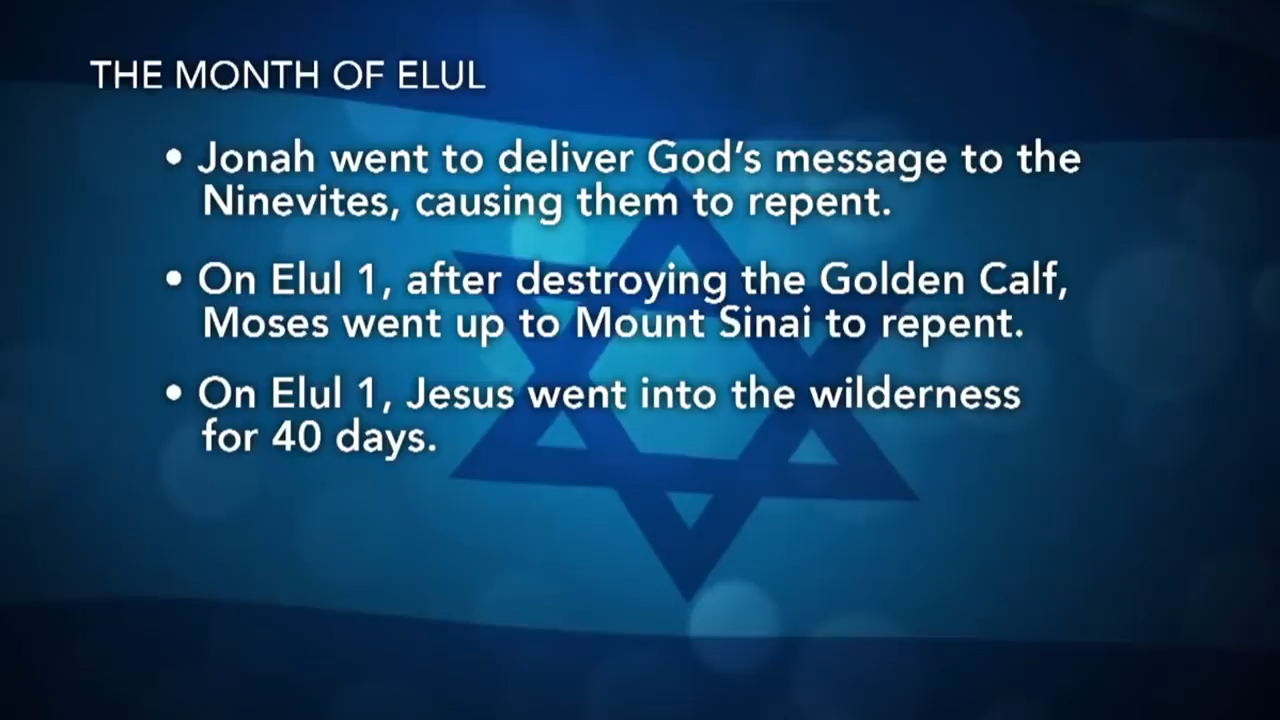 THE MONTH OF ELUL
• Jonah went to deliver God's message to the
Ninevites, causing them to repent.
• On Elul 1, after destroying the Golden Calf,
Moses went up to Mount Sinai to repent.
• On Elul 1, Jesus went into the wilderness
for 40 days.